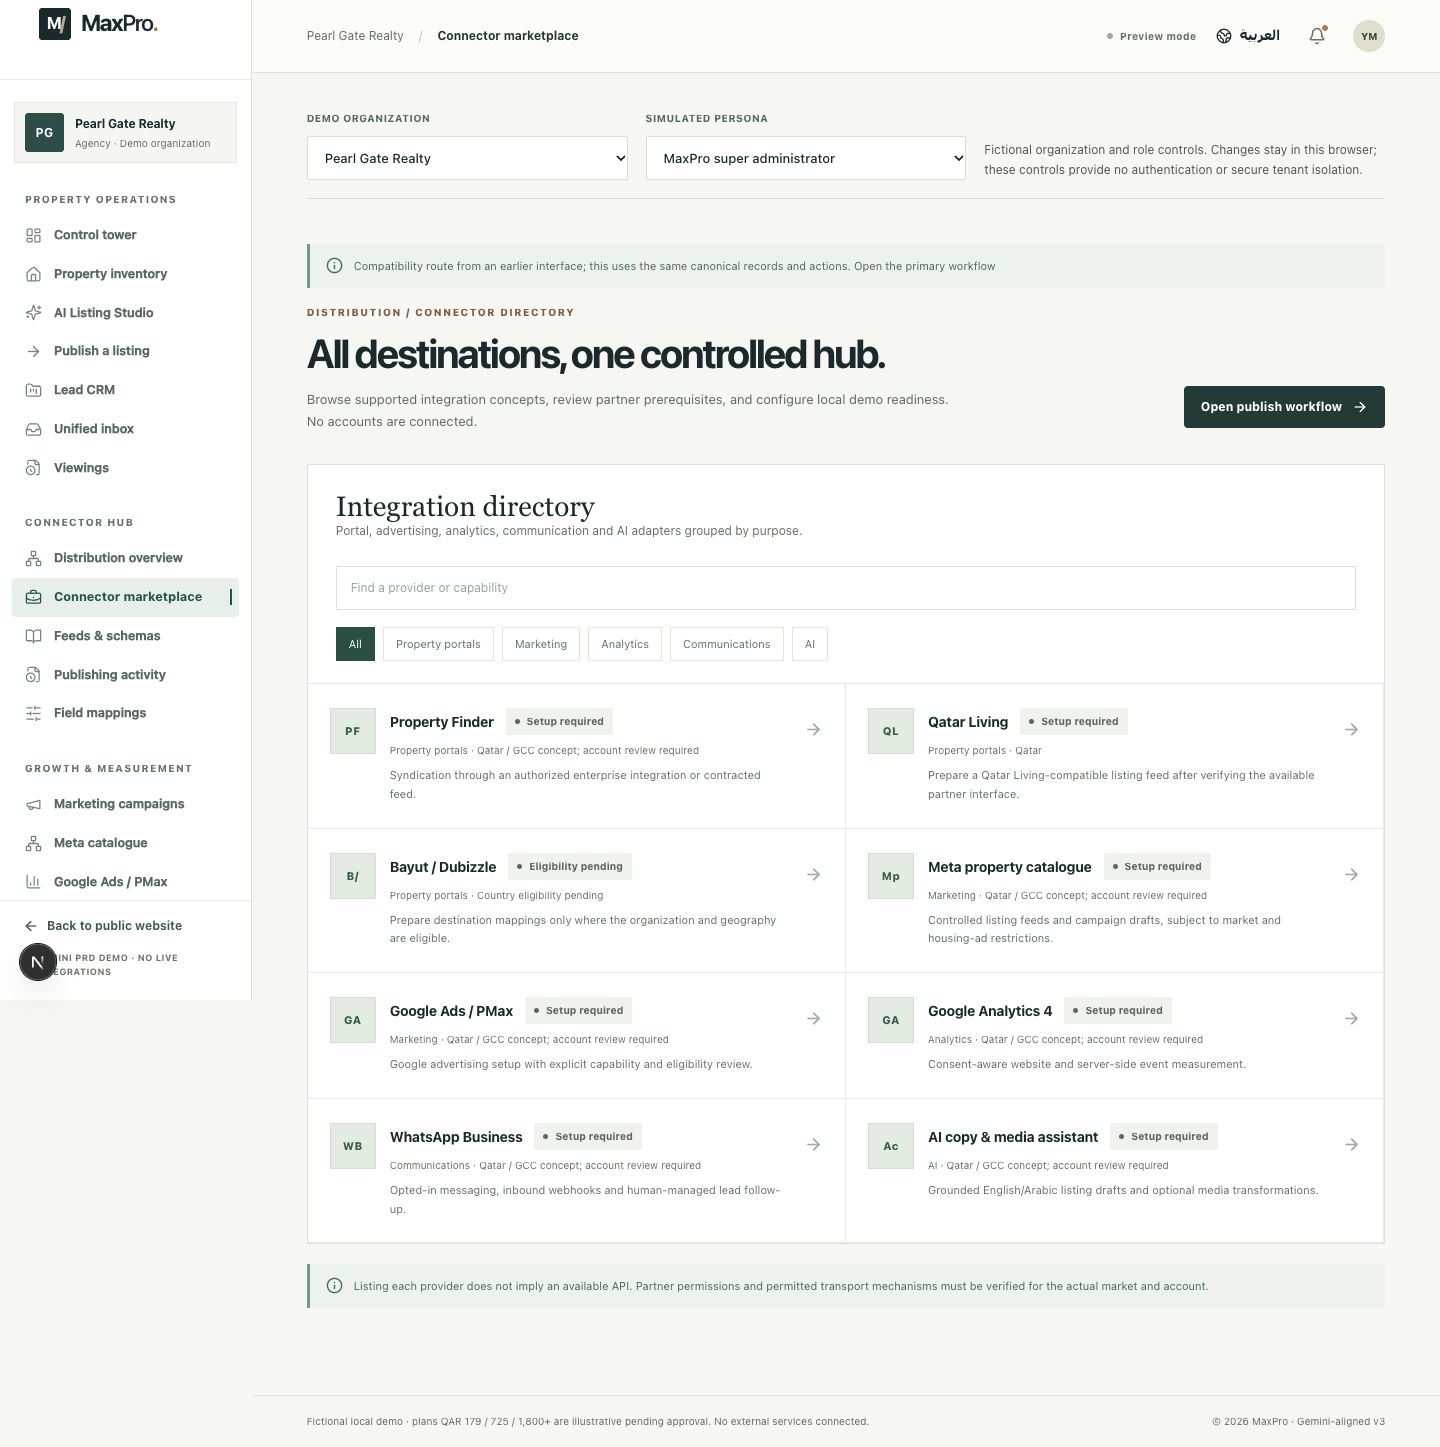 M/ MaxPro.
PG
Pearl Gate Realty
Agency · Demo organization
PROPERTY OPERATIONS
Control tower
Property inventory
AI Listing Studio
Publish a listing
Lead CRM
Unified inbox
Viewings
CONNECTOR HUB
Distribution overview
Connector marketplace
Feeds & schemas
Publishing activity
Field mappings
GROWTH & MEASUREMENT
Marketing campaigns
Meta catalogue
Google Ads / PMax
Back to public website
N
PRD DEMO · NO LIVE
Pearl Gate Realty / Connector marketplace
Preview mode
العربية
YM
DEMO ORGANIZATION
Pearl Gate Realty
SIMULATED PERSONA
MaxPro super administrator
Fictional organization and role controls. Changes stay in this browser;
these controls provide no authentication or secure tenant isolation.
Compatibility route from an earlier interface; this uses the same canonical records and actions. Open the primary workflow
DISTRIBUTION / CONNECTOR DIRECTORY
All destinations, one controlled hub.
Browse supported integration concepts, review partner prerequisites, and configure local demo readiness.
No accounts are connected.
Open publish workflow
Integration directory
Portal, advertising, analytics, communication and AI adapters grouped by purpose.
Find a provider or capability
All
Property portals
Marketing
Analytics
Communications
AI
PF
Property Finder
Setup required
Property portals · Qatar / GCC concept; account review required
Syndication through an authorized enterprise integration or contracted
feed.
QL
Qatar Living
Setup required
Property portals · Qatar
Prepare a Qatar Living-compatible listing feed after verifying the available
partner interface.
B/
Bayut / Dubizzle
Eligibility pending
Property portals · Country eligibility pending
Prepare destination mappings only where the organization and geography
are eligible.
Mp
Meta property catalogue
Setup required
Marketing · Qatar / GCC concept; account review required
Controlled listing feeds and campaign drafts, subject to market and
housing-ad restrictions.
GA
Google Ads / PMax
Setup required
Marketing · Qatar / GCC concept; account review required
Google advertising setup with explicit capability and eligibility review.
GA
Google Analytics 4
Setup required
Analytics · Qatar / GCC concept; account review required
Consent-aware website and server-side event measurement.
WB
WhatsApp Business
Setup required
Communications · Qatar / GCC concept; account review required
Opted-in messaging, inbound webhooks and human-managed lead follow-
up.
Ac
AI copy & media assistant
Setup required
AI · Qatar / GCC concept; account review required
Grounded English/Arabic listing drafts and optional media transformations.
Listing each provider does not imply an available API. Partner permissions and permitted transport mechanisms must be verified for the actual market and account.
Fictional local demo · plans QAR 179 / 725 / 1,800+ are illustrative pending approval. No external services connected.
© 2026 MaxPro · Gemini-aligned v3